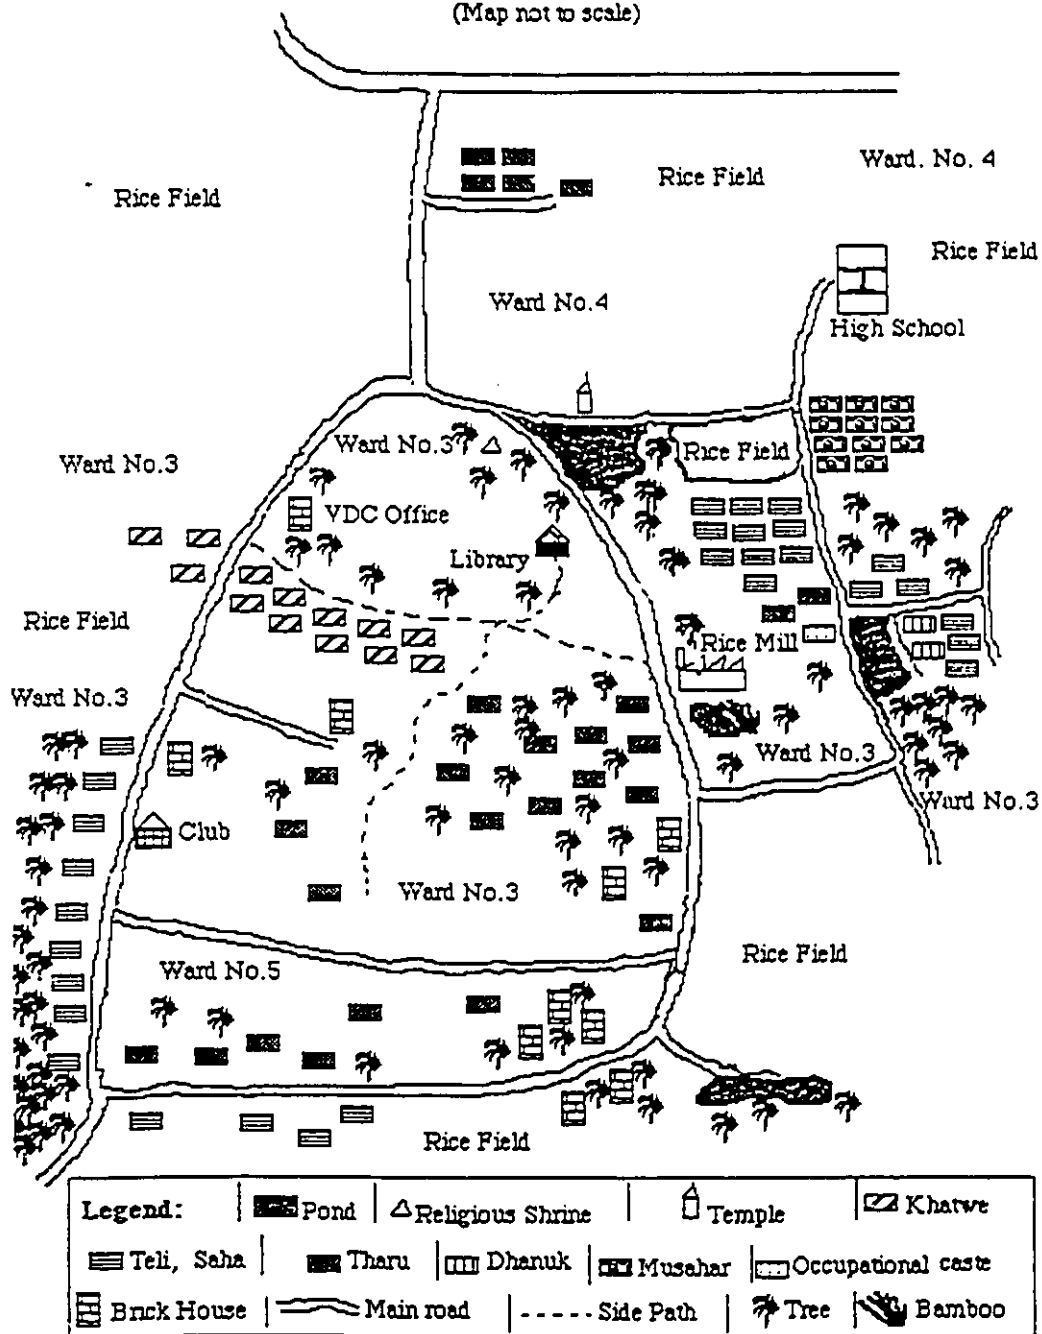 (Map not to scale)
Ward. No. 4
Rice Field
Rice Field
Rice Field
Ward No.4
High School
Ward No.3
Rice Field
Ward No.3
VDC Office
Library
Rice Field
Rice Mill
Ward No.3
Ward No.3
Ward No.3
Club
Ward No.3
Rice Field
Ward No.5
Rice Field
Legend:
Pond
Religious Shrine
Temple
Khatwe
Teli, Saha
Tharu
Dhanuk
Musahar
Occupational caste
Brick House
Main road
Side Path
Tree
Bamboo